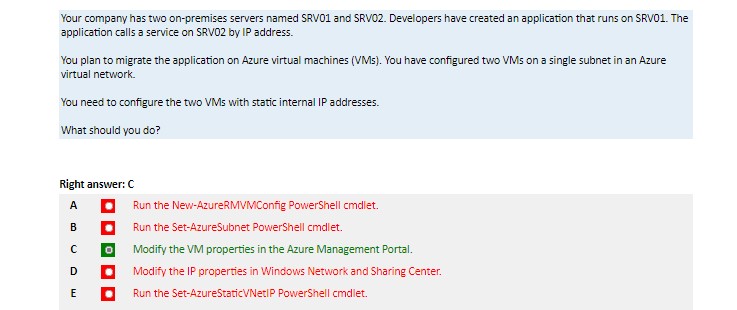 Your company has two on-premises servers named SRV01 and SRV02. Developers have created an application that runs on SRV01. The
application calls a service on SRV02 by IP address.
You plan to migrate the application on Azure virtual machines (VMs). You have configured two VMs on a single subnet in an Azure
virtual network.
You need to configure the two VMs with static internal IP addresses.
What should you do?
Right answer: C
A Run the New-AzureRMVMConfig PowerShell cmdlet.
B Run the Set-AzureSubnet PowerShell cmdlet.
C Modify the VM properties in the Azure Management Portal.
D Modify the IP properties in Windows Network and Sharing Center.
E Run the Set-AzureStaticVNetIP PowerShell cmdlet.